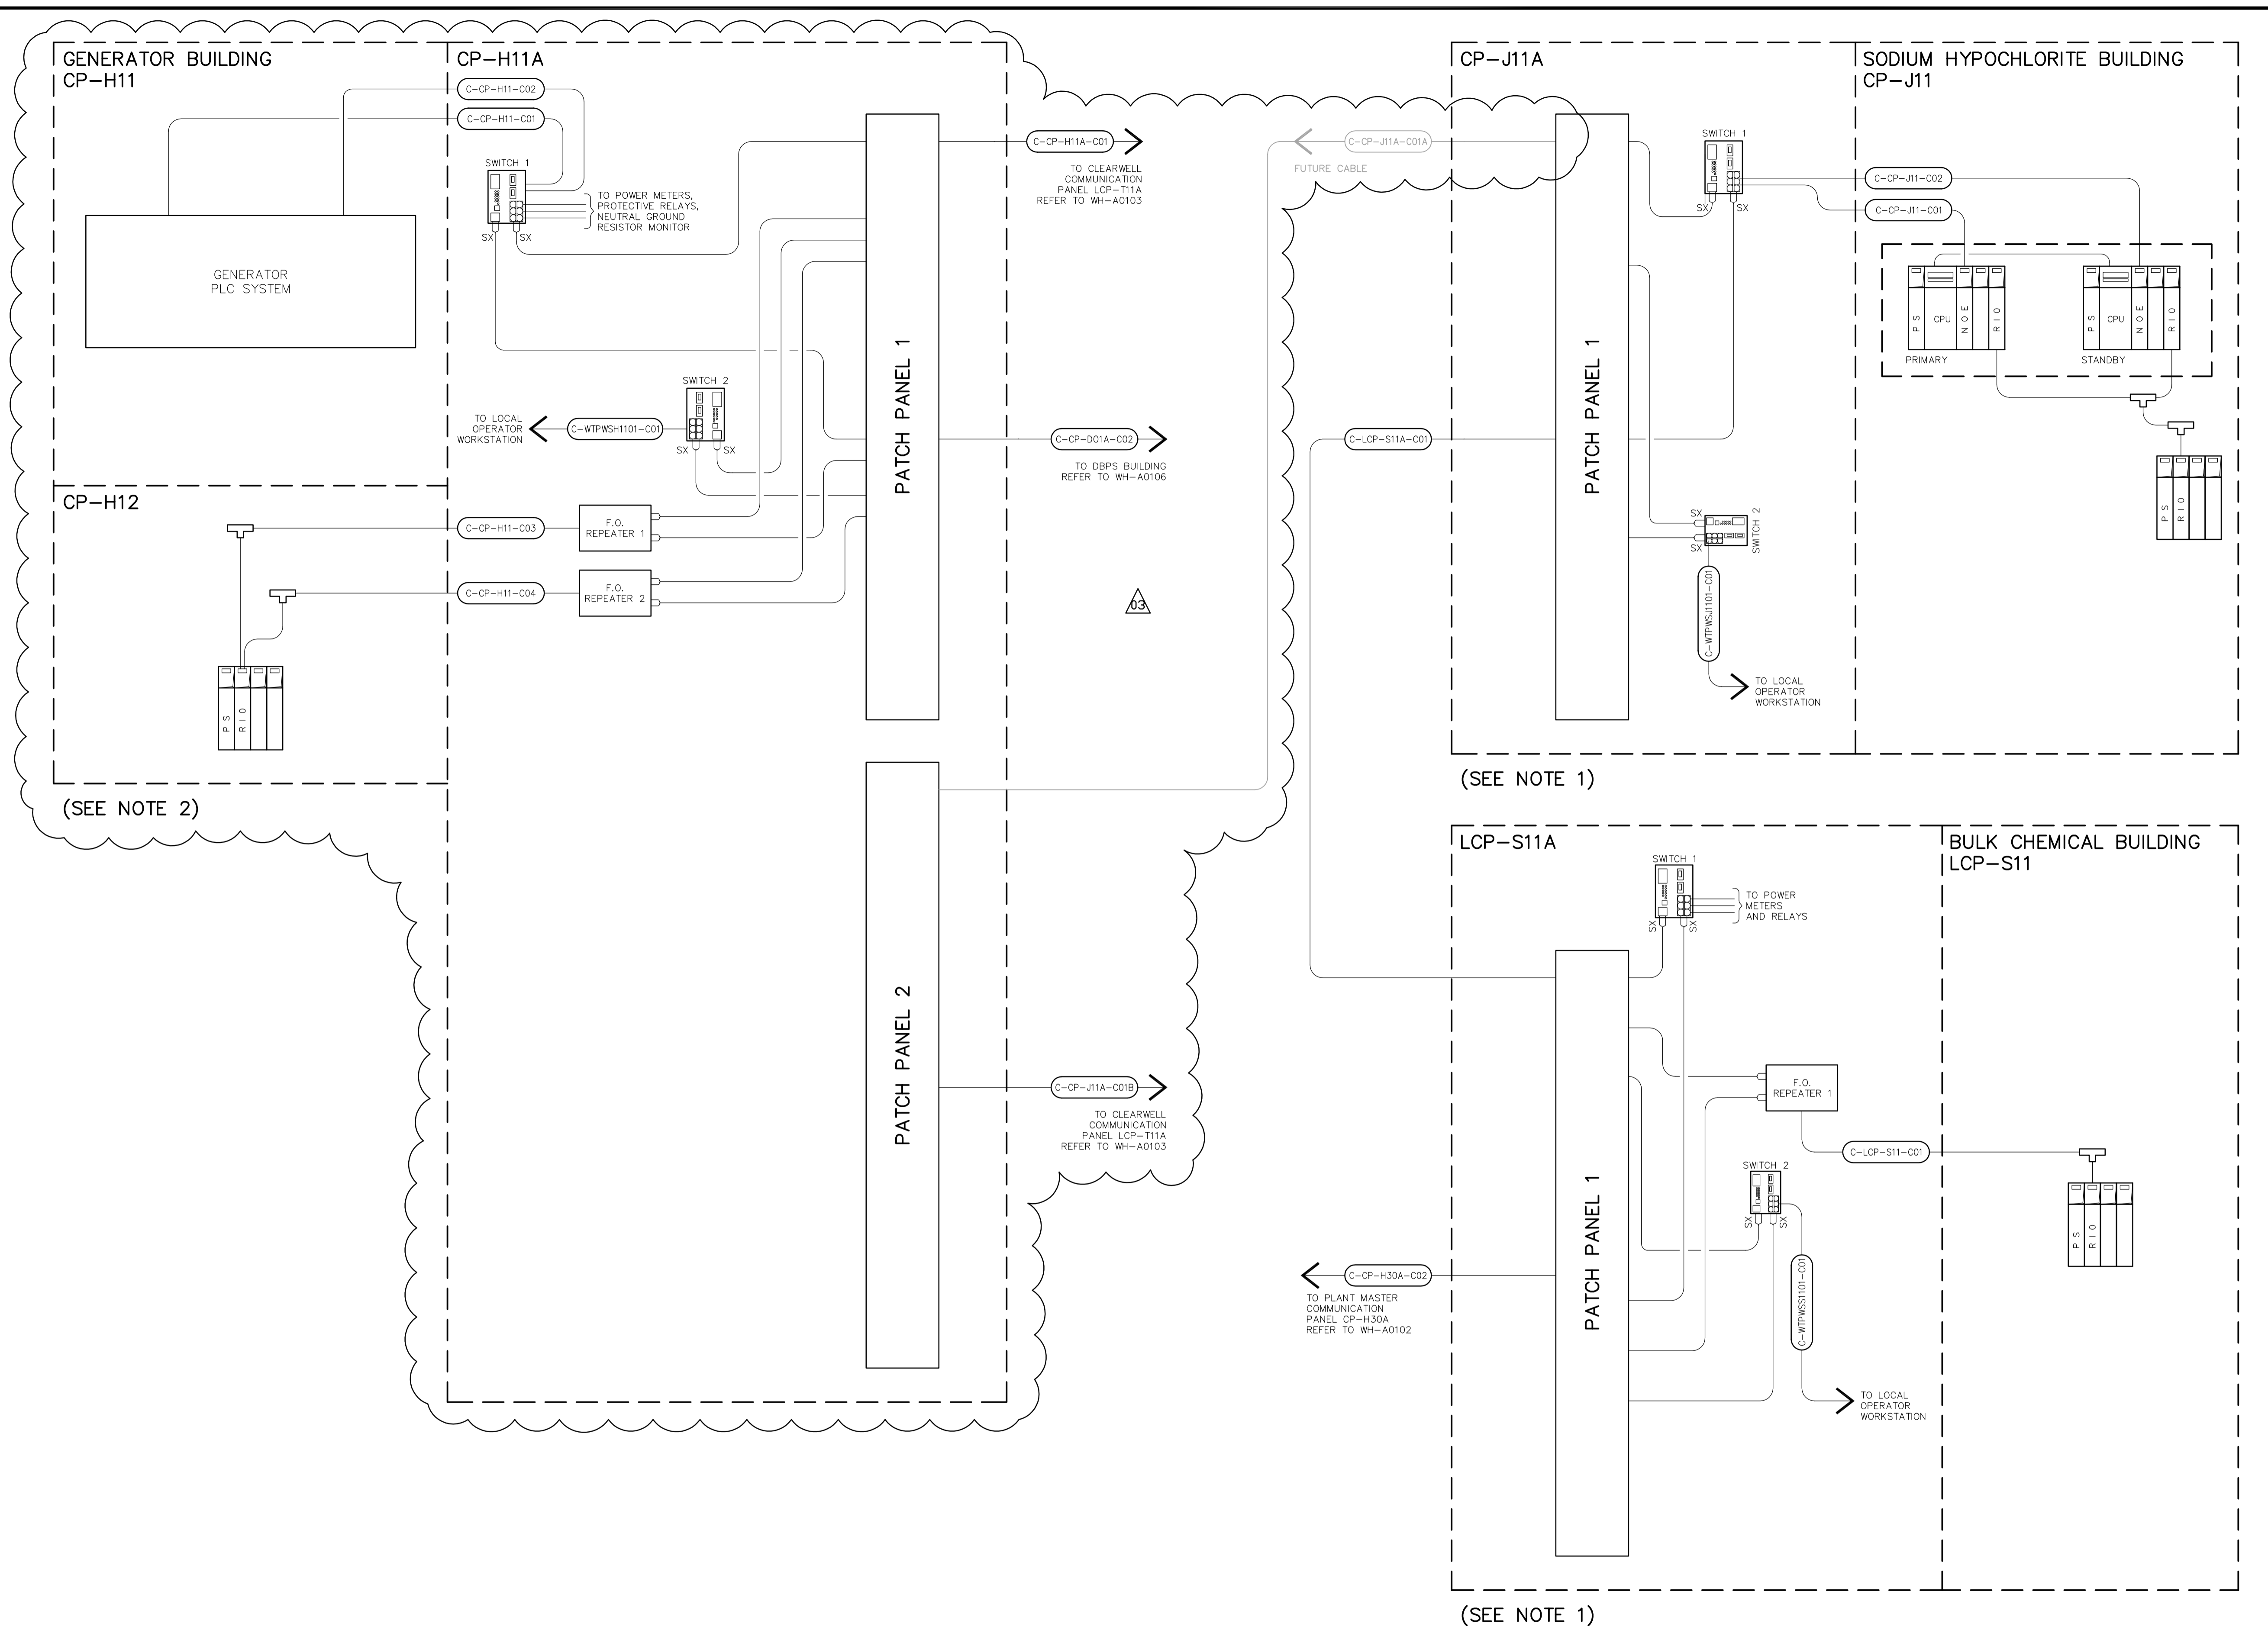 GENERATOR BUILDING
CP-H11
C-CP-H11-C02
C-CP-H11-C01
GENERATOR
PLC SYSTEM
CP-H11A
SWITCH 1
SX
SX
TO POWER METERS,
PROTECTIVE RELAYS,
NEUTRAL GROUND
RESISTOR MONITOR
SWITCH 2
SX
SX
TO LOCAL
OPERATOR
WORKSTATION
C-WTPWSH1101-C01
PATCH PANEL 1
C-CP-H11A-C01
TO CLEARWELL
COMMUNICATION
PANEL LCP-T11A
REFER TO WH-A0103
C-CP-D01A-C02
TO DBPS BUILDING
REFER TO WH-A0106
CP-H12
C-CP-H11-C03
F.O.
REPEATER 1
C-CP-H11-C04
F.O.
REPEATER 2
PS
RIO
(SEE NOTE 2)
03
PATCH PANEL 2
C-CP-J11A-C01B
TO CLEARWELL
COMMUNICATION
PANEL LCP-T11A
REFER TO WH-A0103
CP-J11A
C-CP-J11A-C01A
FUTURE CABLE
PATCH PANEL 1
SWITCH 1
SX
SX
C-LCP-S11A-C01
SX
SX
SWITCH 2
C-WTPWSJ1101-C01
TO LOCAL
OPERATOR
WORKSTATION
(SEE NOTE 1)
SODIUM HYPOCHLORITE BUILDING
CP-J11
C-CP-J11-C02
C-CP-J11-C01
PS
CPU
NOE
RIO
PRIMARY
PS
CPU
NOE
RIO
STANDBY
PS
RIO
LCP-S11A
SWITCH 1
SX
SX
TO POWER
METERS
AND RELAYS
PATCH PANEL 1
F.O.
REPEATER 1
C-LCP-S11-C01
SWITCH 2
SX
SX
C-WTPWSS1101-C01
TO LOCAL
OPERATOR
WORKSTATION
C-CP-H30A-C02
TO PLANT MASTER
COMMUNICATION
PANEL CP-H30A
REFER TO WH-A0102
BULK CHEMICAL BUILDING
LCP-S11
PS
RIO
(SEE NOTE 1)